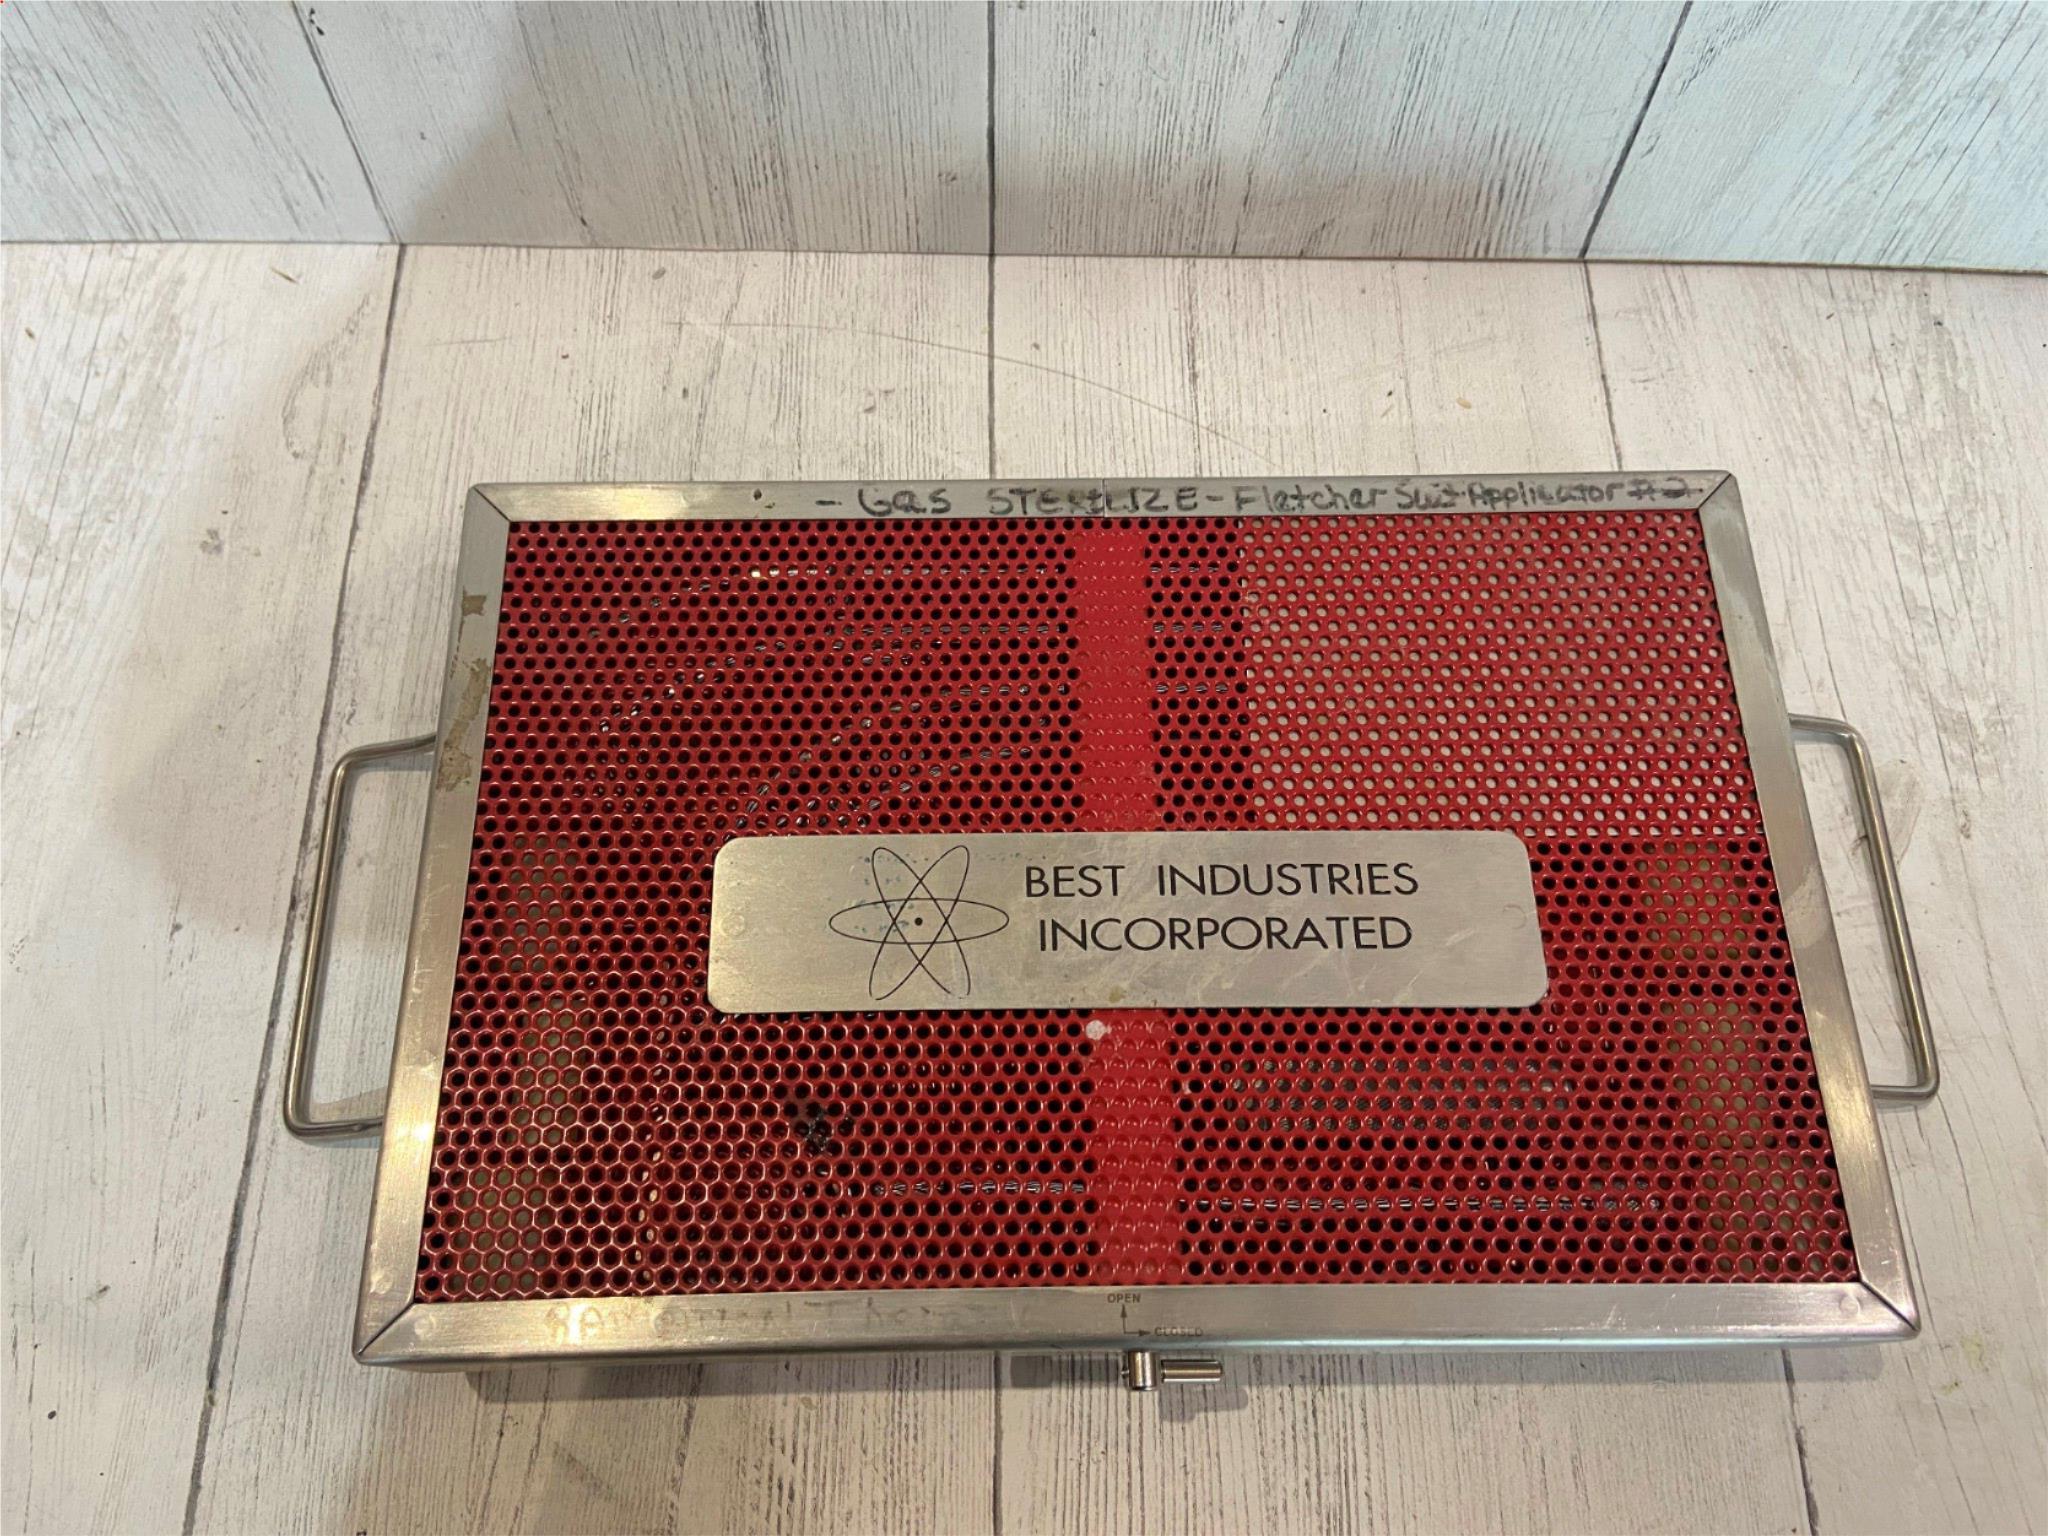 - Gas STERILIZE - Fletcher Suit Applicator #2
BEST INDUSTRIES
INCORPORATED
OPEN
CLOSED